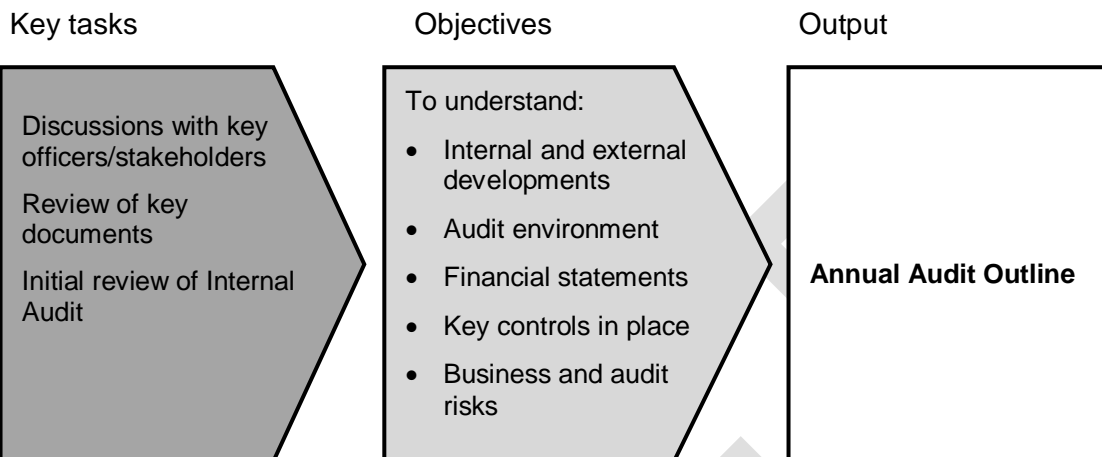 Key tasks
Objectives
Output
Discussions with key
officers/stakeholders
Review of key
documents
Initial review of Internal
Audit
To understand:
• Internal and external
developments
• Audit environment
• Financial statements
• Key controls in place
• Business and audit
risks
Annual Audit Outline